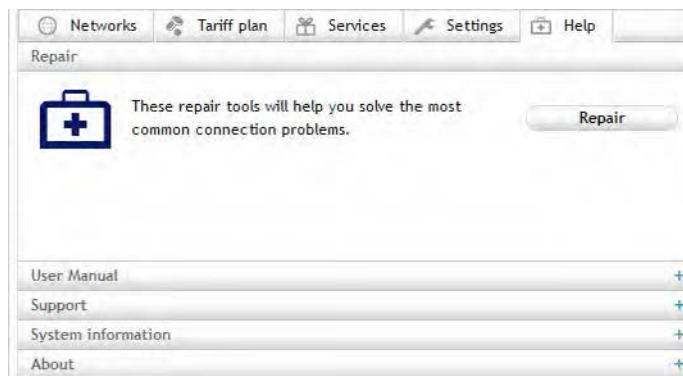 Networks Tariff plan Services Settings Help
Repair
These repair tools will help you solve the most
common connection problems.
Repair
User Manual
Support
System information
About